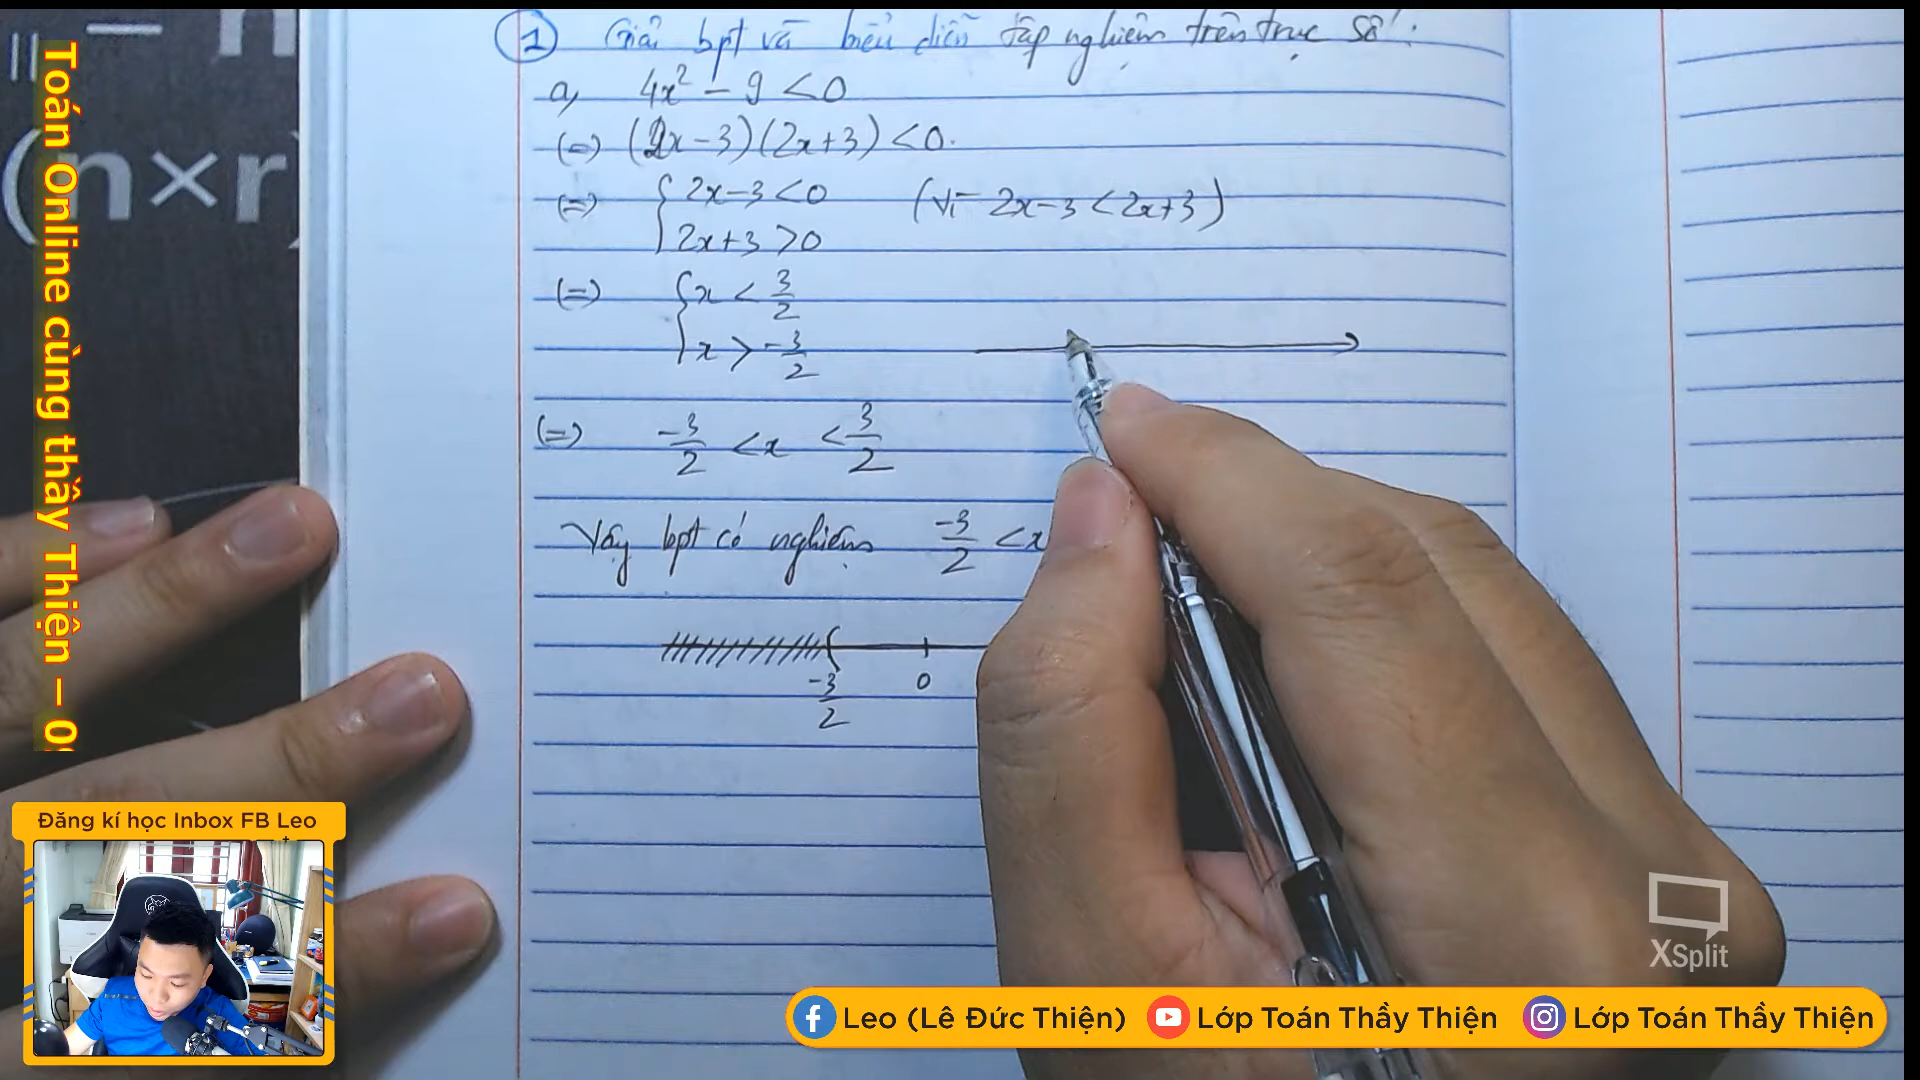 ① Giải bpt và biểu diễn tập nghiệm trên trục số:
a, 4x² - 9 < 0
(=) (2x-3)(2x+3) < 0.
(=) { 2x-3 < 0 (Vì 2x-3 < 2x+3)
2x+3 > 0
(=) { x < 3/2
x > -3/2
(=) -3/2 < x < 3/2
Vậy bpt có nghiệm -3/2 < x
-3/2 0
= n
(n×r)
Toán Online cùng thầy Thiện – 09
Đăng kí học Inbox FB Leo
XSplit
Leo (Lê Đức Thiện) Lớp Toán Thầy Thiện Lớp Toán Thầy Thiện